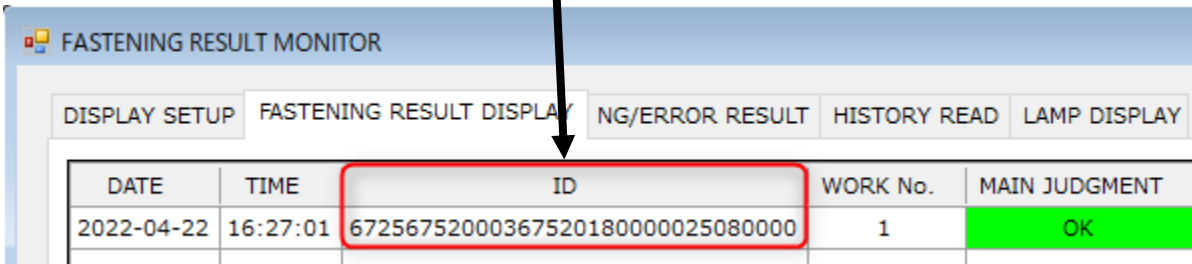 FASTENING RESULT MONITOR
DISPLAY SETUP FASTENING RESULT DISPLAY NG/ERROR RESULT HISTORY READ LAMP DISPLAY
DATE TIME ID WORK No. MAIN JUDGMENT
2022-04-22 16:27:01 67256752000367520180000025080000 1 OK